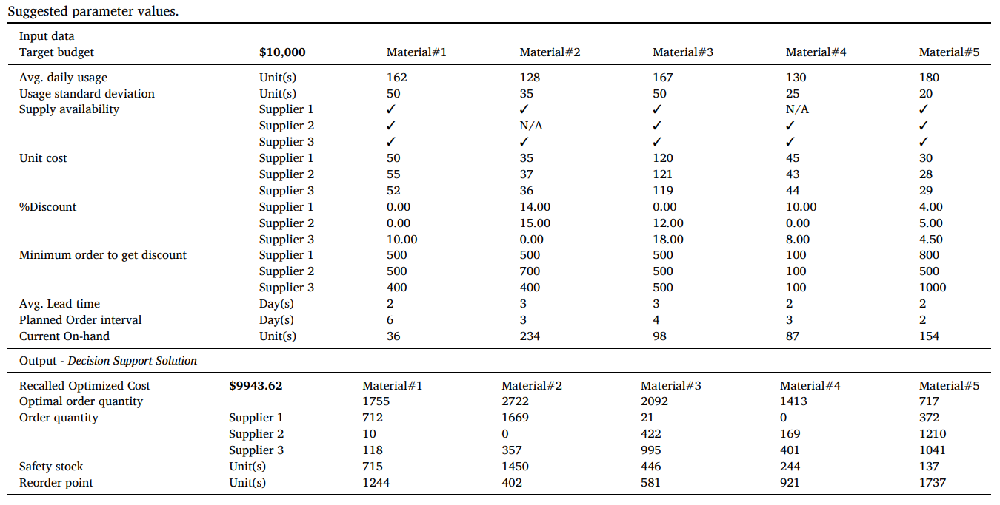 Suggested parameter values.
Input data
Target budget $10,000 Material#1 Material#2 Material#3 Material#4 Material#5
Avg. daily usage Unit(s) 162 128 167 130 180
Usage standard deviation Unit(s) 50 35 50 25 20
Supply availability Supplier 1 ✓ ✓ ✓ N/A ✓
Supplier 2 ✓ N/A ✓ ✓ ✓
Supplier 3 ✓ ✓ ✓ ✓ ✓
Unit cost Supplier 1 50 35 120 45 30
Supplier 2 55 37 121 43 28
Supplier 3 52 36 119 44 29
%Discount Supplier 1 0.00 14.00 0.00 10.00 4.00
Supplier 2 0.00 15.00 12.00 0.00 5.00
Supplier 3 10.00 0.00 18.00 8.00 4.50
Minimum order to get discount Supplier 1 500 500 500 100 800
Supplier 2 500 700 500 100 500
Supplier 3 400 400 500 100 1000
Avg. Lead time Day(s) 2 3 3 2 2
Planned Order interval Day(s) 6 3 4 3 2
Current On-hand Unit(s) 36 234 98 87 154
Output - Decision Support Solution
Recalled Optimized Cost $9943.62 Material#1 Material#2 Material#3 Material#4 Material#5
Optimal order quantity 1755 2722 2092 1413 717
Order quantity Supplier 1 712 1669 21 0 372
Supplier 2 10 0 422 169 1210
Supplier 3 118 357 995 401 1041
Safety stock Unit(s) 715 1450 446 244 137
Reorder point Unit(s) 1244 402 581 921 1737